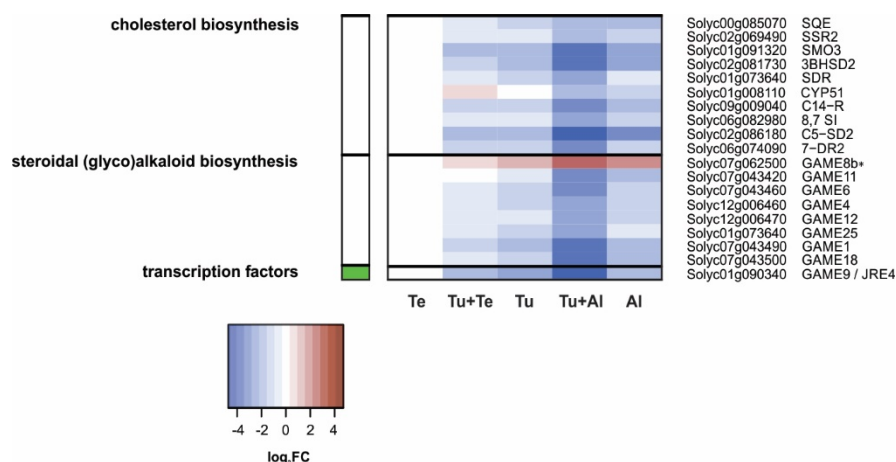 cholesterol biosynthesis
Solyc00g085070 SQE
Solyc02g069490 SSR2
Solyc01g091320 SMO3
Solyc02g081730 3BHSD2
Solyc01g073640 SDR
Solyc01g008110 CYP51
Solyc09g009040 C14−R
Solyc06g082980 8,7 SI
Solyc02g086180 C5−SD2
Solyc06g074090 7−DR2
steroidal (glyco)alkaloid biosynthesis
Solyc07g062500 GAME8b*
Solyc07g043420 GAME11
Solyc07g043460 GAME6
Solyc12g006460 GAME4
Solyc12g006470 GAME12
Solyc01g073640 GAME25
Solyc07g043490 GAME1
Solyc07g043500 GAME18
transcription factors
Solyc01g090340 GAME9 / JRE4
Te Tu+Te Tu Tu+Al Al
−4 −2 0 2 4
log.FC